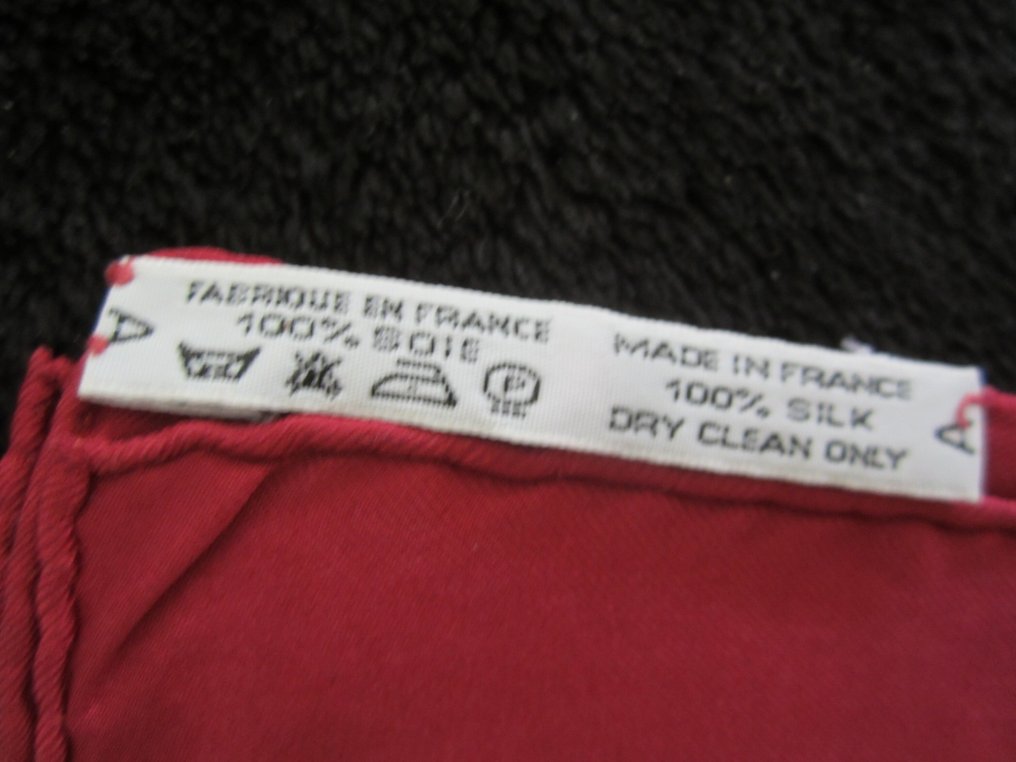 A
FABRIQUE EN FRANCE
100% SOIE
P
MADE IN FRANCE
100% SILK
DRY CLEAN ONLY
A